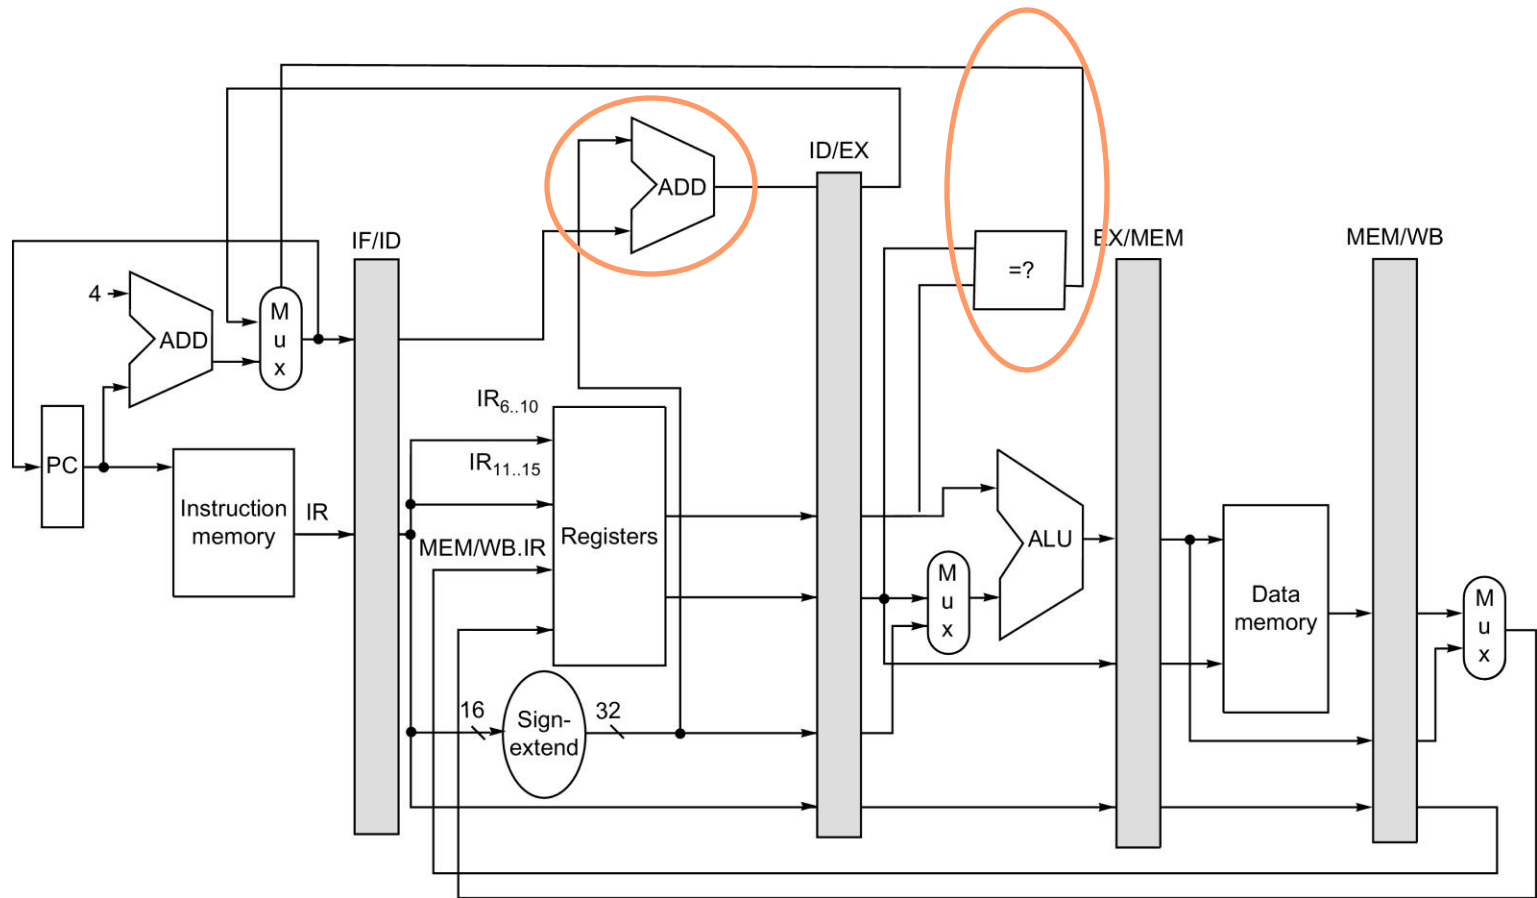 ID/EX
ADD
IF/ID
EX/MEM
MEM/WB
=?
4
M
u
x
ADD
IR6..10
IR11..15
PC
Instruction
memory
IR
Registers
MEM/WB.IR
ALU
M
u
x
Data
memory
M
u
x
16
Sign-
extend
32